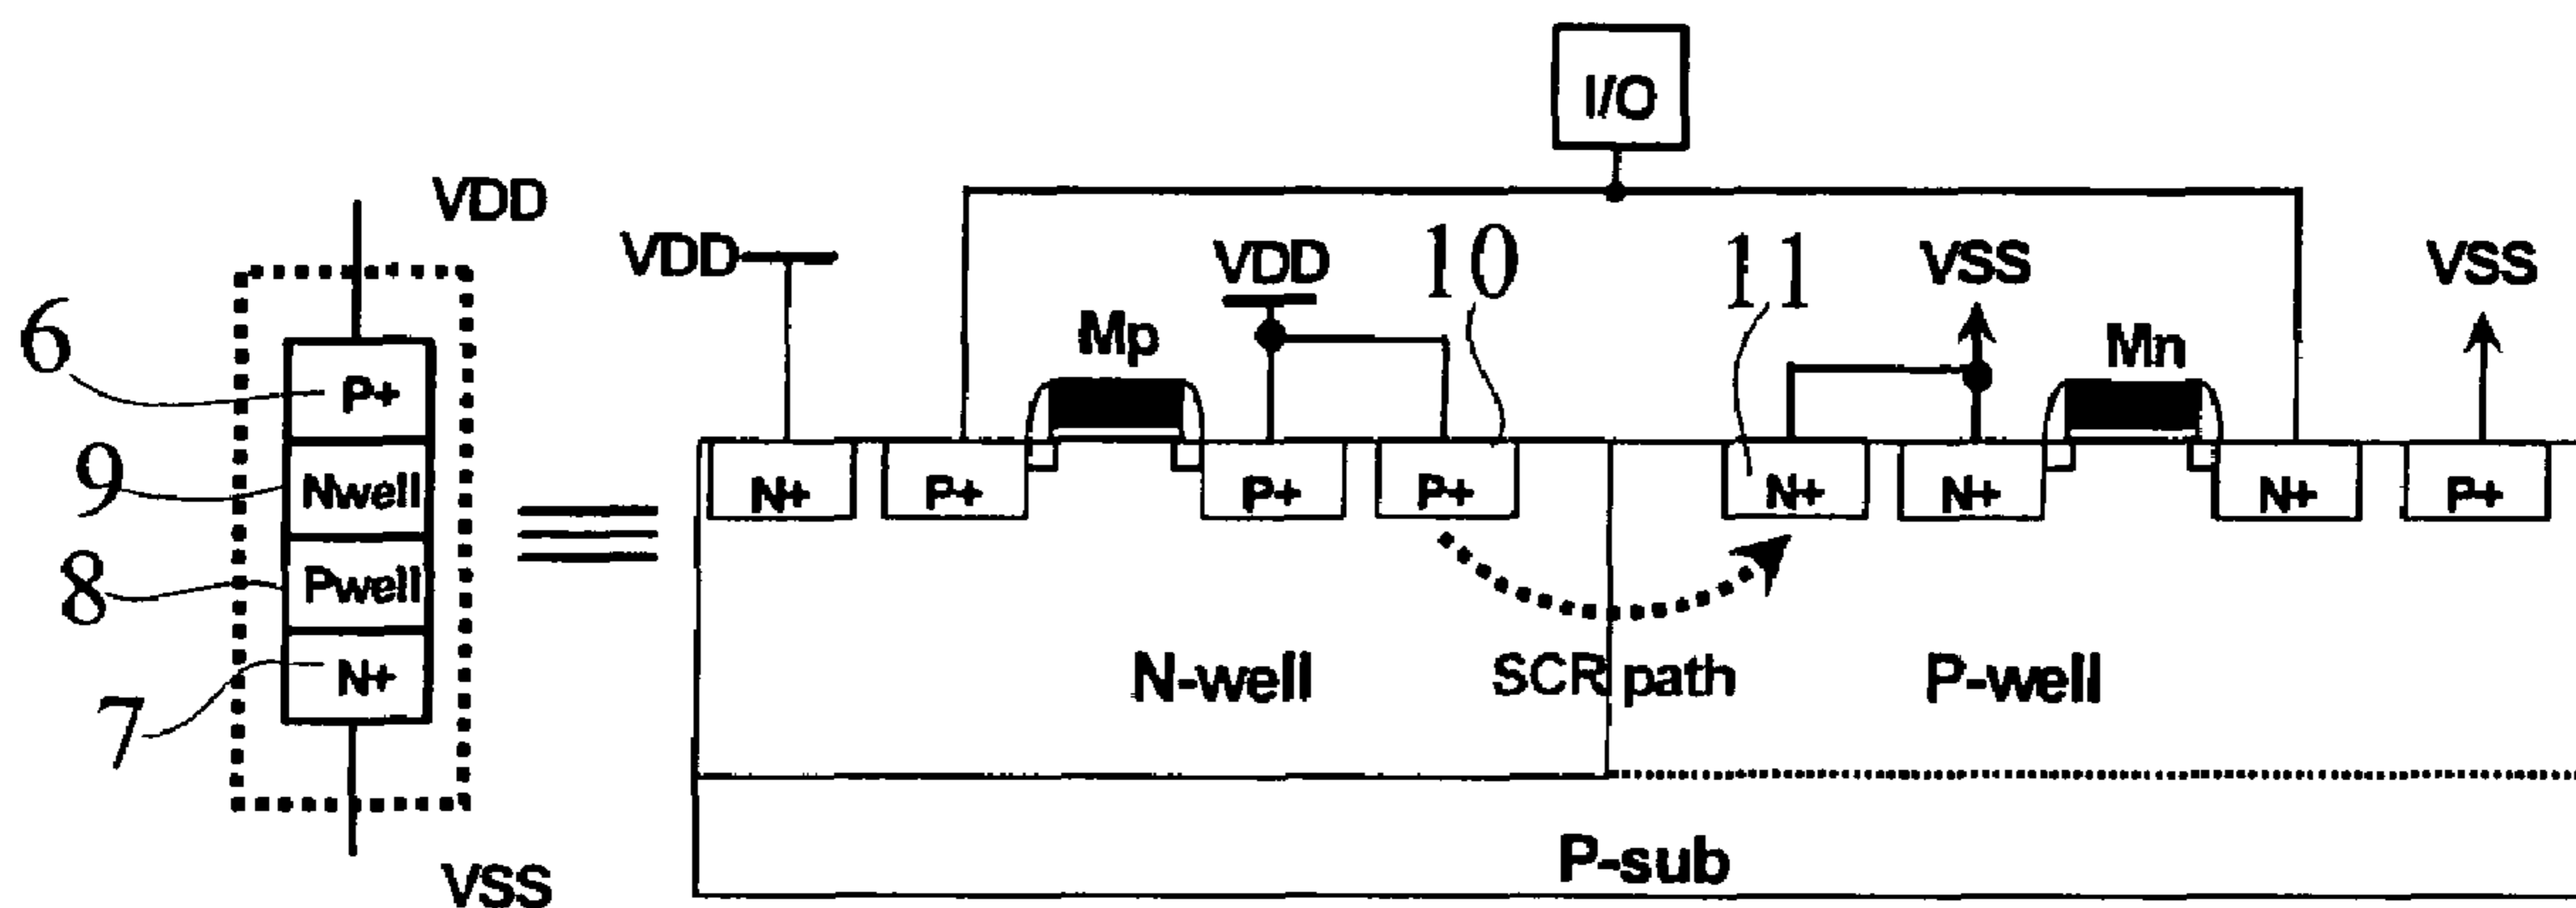 I/O
VDD
VDD
VDD
10
11
VSS
VSS
6
Mp
Mn
P+
9
Nwell
N+
P+
P+
P+
N+
N+
N+
P+
8
Pwell
7
N+
N-well
SCR path
P-well
VSS
P-sub